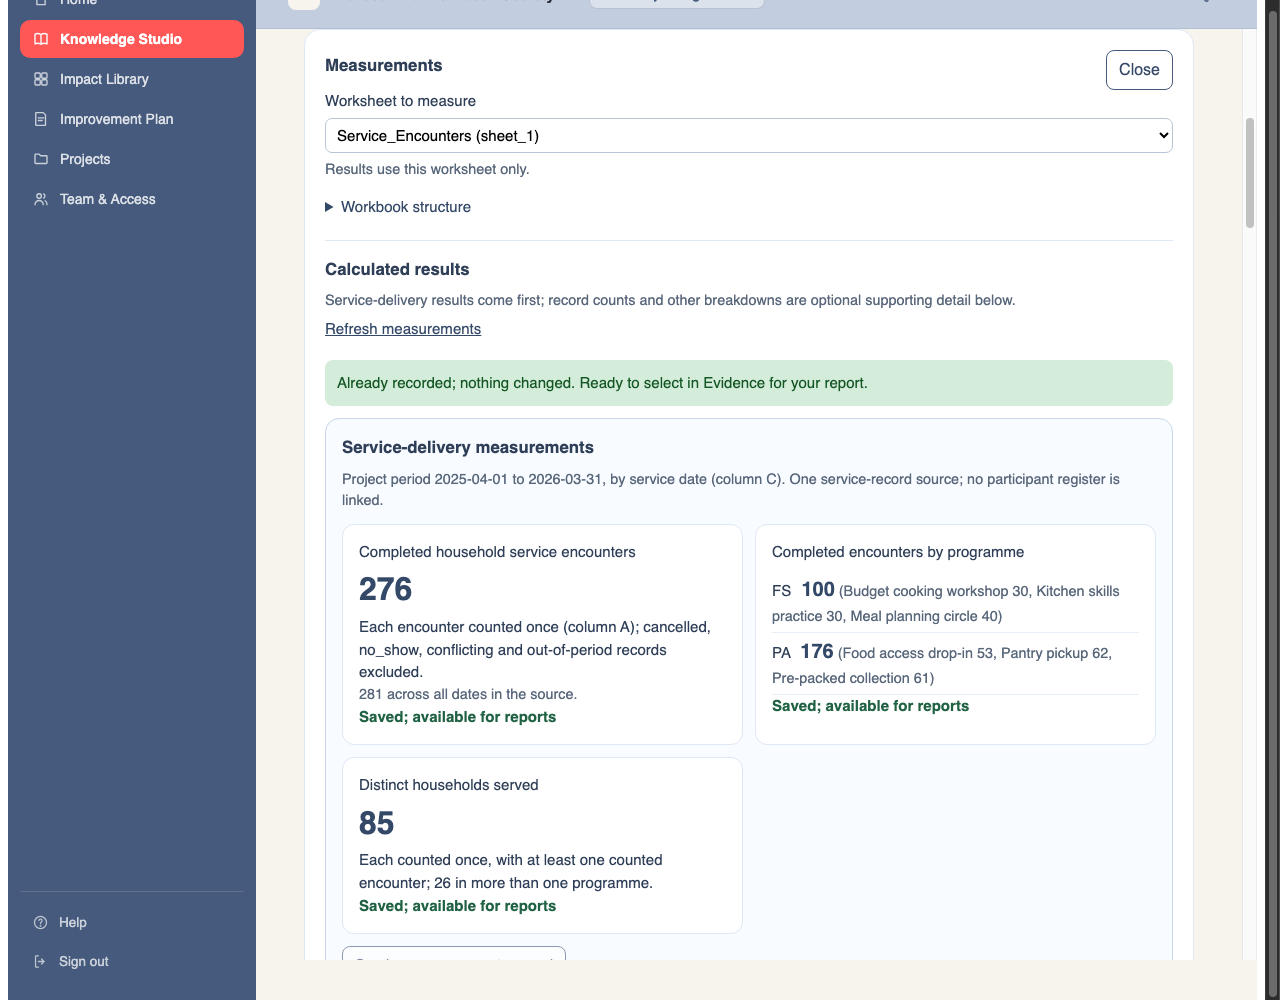 Home
Knowledge Studio
Impact Library
Improvement Plan
Projects
Team & Access
Help
Sign out
Measurements
Close
Worksheet to measure
Service_Encounters (sheet_1)
Results use this worksheet only.
Workbook structure
Calculated results
Service-delivery results come first; record counts and other breakdowns are optional supporting detail below.
Refresh measurements
Already recorded; nothing changed. Ready to select in Evidence for your report.
Service-delivery measurements
Project period 2025-04-01 to 2026-03-31, by service date (column C). One service-record source; no participant register is
linked.
Completed household service encounters
276
Each encounter counted once (column A); cancelled,
no_show, conflicting and out-of-period records
excluded.
281 across all dates in the source.
Saved; available for reports
Completed encounters by programme
FS 100 (Budget cooking workshop 30, Kitchen skills
practice 30, Meal planning circle 40)
PA 176 (Food access drop-in 53, Pantry pickup 62,
Pre-packed collection 61)
Saved; available for reports
Distinct households served
85
Each counted once, with at least one counted
encounter; 26 in more than one programme.
Saved; available for reports